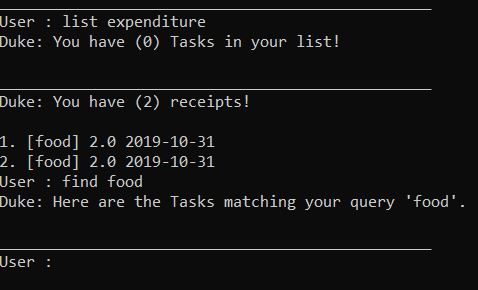 User : list expenditure
Duke: You have (0) Tasks in your list!
Duke: You have (2) receipts!
1. [food] 2.0 2019-10-31
2. [food] 2.0 2019-10-31
User : find food
Duke: Here are the Tasks matching your query 'food'.
User :